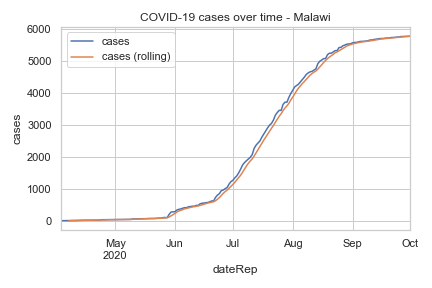 COVID-19 cases over time - Malawi
cases
cases (rolling)
6000
5000
4000
3000
2000
1000
0
cases
May
2020
Jun
Jul
Aug
Sep
Oct
dateRep